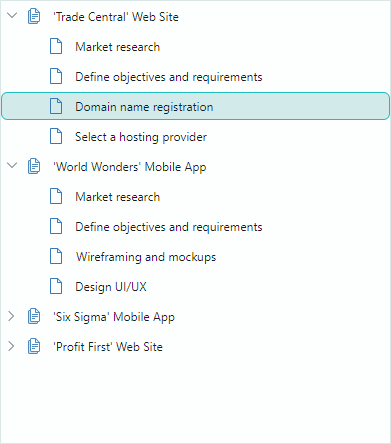 'Trade Central' Web Site
Market research
Define objectives and requirements
Domain name registration
Select a hosting provider
'World Wonders' Mobile App
Market research
Define objectives and requirements
Wireframing and mockups
Design UI/UX
'Six Sigma' Mobile App
'Profit First' Web Site